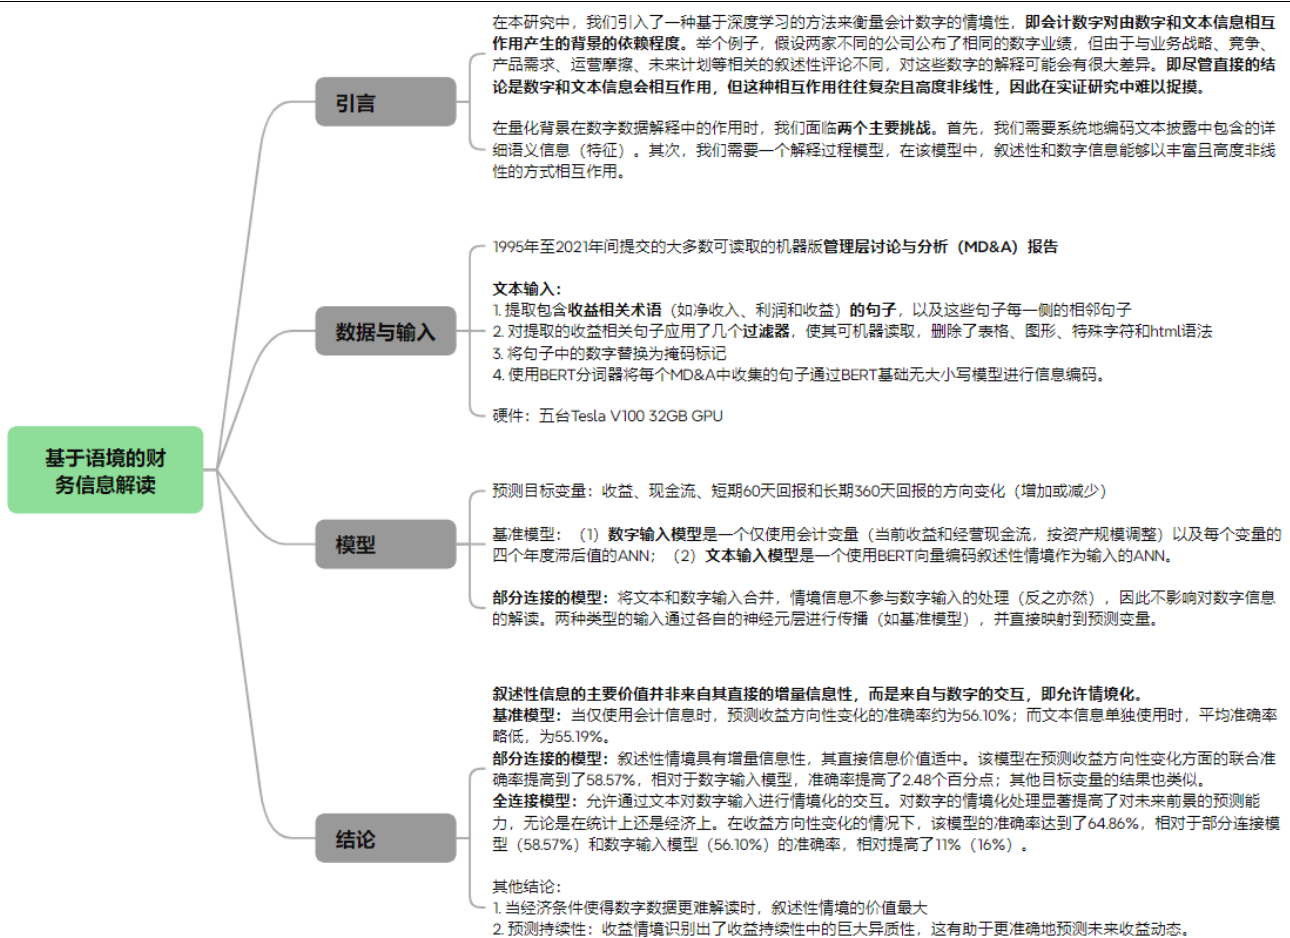 基于语境的财
务信息解读
引言
在本研究中，我们引入了一种基于深度学习的方法来衡量会计数字的情境性，即会计数字对由数字和文本信息相互
作用产生的背景的依赖程度。举个例子，假设两家不同的公司公布了相同的数字业绩，但由于与业务战略、竞争、
产品需求、运营摩擦、未来计划等相关的叙述性评论不同，对这些数字的解释可能会有很大差异。即尽管直接的结
论是数字和文本信息会相互作用，但这种相互作用往往复杂且高度非线性，因此在实证研究中难以捉摸。
在量化背景在数字数据解释中的作用时，我们面临两个主要挑战。首先，我们需要系统地编码文本披露中包含的详
细语义信息（特征）。其次，我们需要一个解释过程模型，在该模型中，叙述性和数字信息能够以丰富且高度非线
性的方式相互作用。
数据与输入
1995年至2021年间提交的大多数可读取的机器版管理层讨论与分析（MD&A）报告
文本输入：
1. 提取包含收益相关术语（如净收入、利润和收益）的句子，以及这些句子每一侧的相邻句子
2. 对提取的收益相关句子应用了几个过滤器，使其可机器读取，删除了表格、图形、特殊字符和html语法
3. 将句子中的数字替换为掩码标记
4. 使用BERT分词器将每个MD&A中收集的句子通过BERT基础无大小写模型进行信息编码。
硬件：五台Tesla V100 32GB GPU
模型
预测目标变量：收益、现金流、短期60天回报和长期360天回报的方向变化（增加或减少）
基准模型：（1）数字输入模型是一个仅使用会计变量（当前收益和经营现金流，按资产规模调整）以及每个变量的
四个年度滞后值的ANN；（2）文本输入模型是一个使用BERT向量编码叙述性情境作为输入的ANN。
部分连接的模型：将文本和数字输入合并，情境信息不参与数字输入的处理（反之亦然），因此不影响对数字信息
的解读。两种类型的输入通过各自的神经元层进行传播（如基准模型），并直接映射到预测变量。
结论
叙述性信息的主要价值并非来自其直接的增量信息性，而是来自与数字的交互，即允许情境化。
基准模型：当仅使用会计信息时，预测收益方向性变化的准确率约为56.10%；而文本信息单独使用时，平均准确率
略低，为55.19%。
部分连接的模型：叙述性情境具有增量信息性，其直接信息价值适中。该模型在预测收益方向性变化方面的联合准
确率提高到了58.57%，相对于数字输入模型，准确率提高了2.48个百分点；其他目标变量的结果也类似。
全连接模型：允许通过文本对数字输入进行情境化的交互。对数字的情境化处理显著提高了对未来前景的预测能
力，无论是在统计上还是经济上。在收益方向性变化的情况下，该模型的准确率达到了64.86%，相对于部分连接模
型（58.57%）和数字输入模型（56.10%）的准确率，相对提高了11%（16%）。
其他结论：
1. 当经济条件使得数字数据更难解读时，叙述性情境的价值最大
2. 预测持续性：收益情境识别出了收益持续性中的巨大异质性，这有助于更准确地预测未来收益动态。